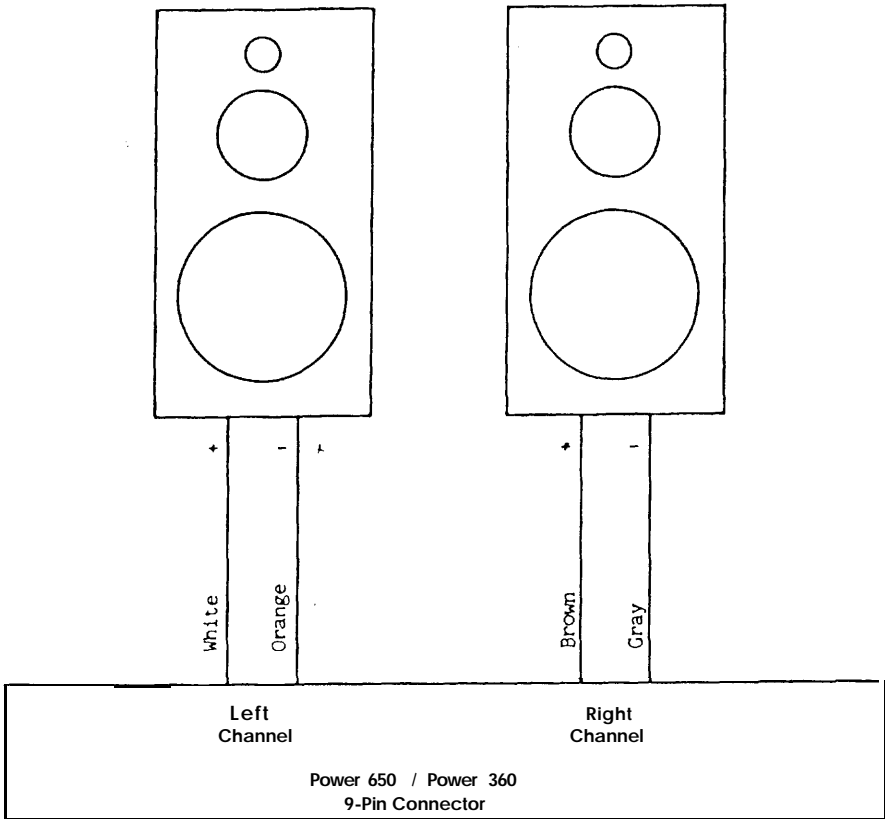 + - +
+ -
White
Orange
Brown
Gray
Left
Channel
Right
Channel
Power 650 / Power 360
9-Pin Connector